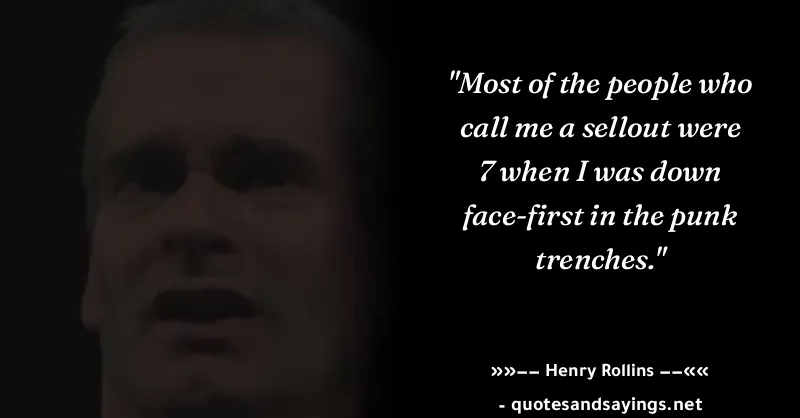 "Most of the people who
call me a sellout were
7 when I was down
face-first in the punk
trenches."
»»−− Henry Rollins −−««
- quotesandsayings.net